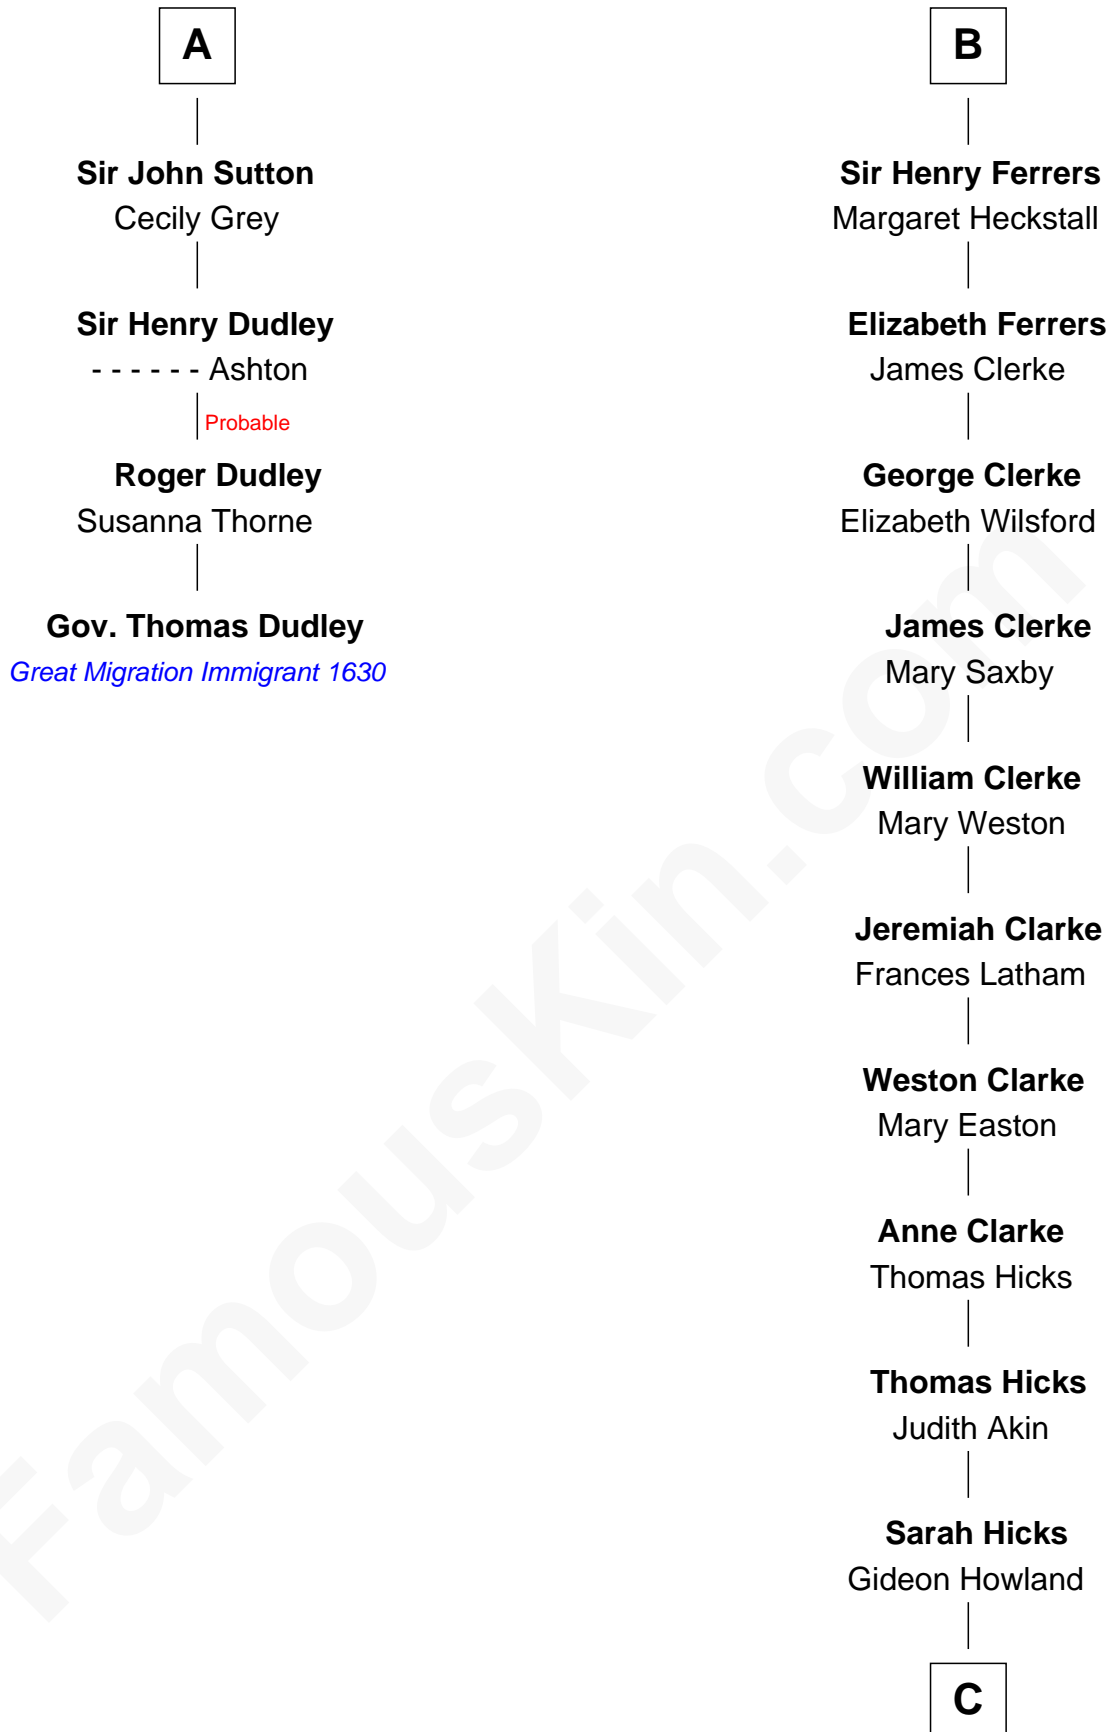 A
Sir John Sutton
Cecily Grey
Sir Henry Dudley
- - - - - - Ashton
Probable
Roger Dudley
Susanna Thorne
Gov. Thomas Dudley
Great Migration Immigrant 1630
B
Sir Henry Ferrers
Margaret Heckstall
Elizabeth Ferrers
James Clerke
George Clerke
Elizabeth Wilsford
James Clerke
Mary Saxby
William Clerke
Mary Weston
Jeremiah Clarke
Frances Latham
Weston Clarke
Mary Easton
Anne Clarke
Thomas Hicks
Thomas Hicks
Judith Akin
Sarah Hicks
Gideon Howland
C
FamousKin.com